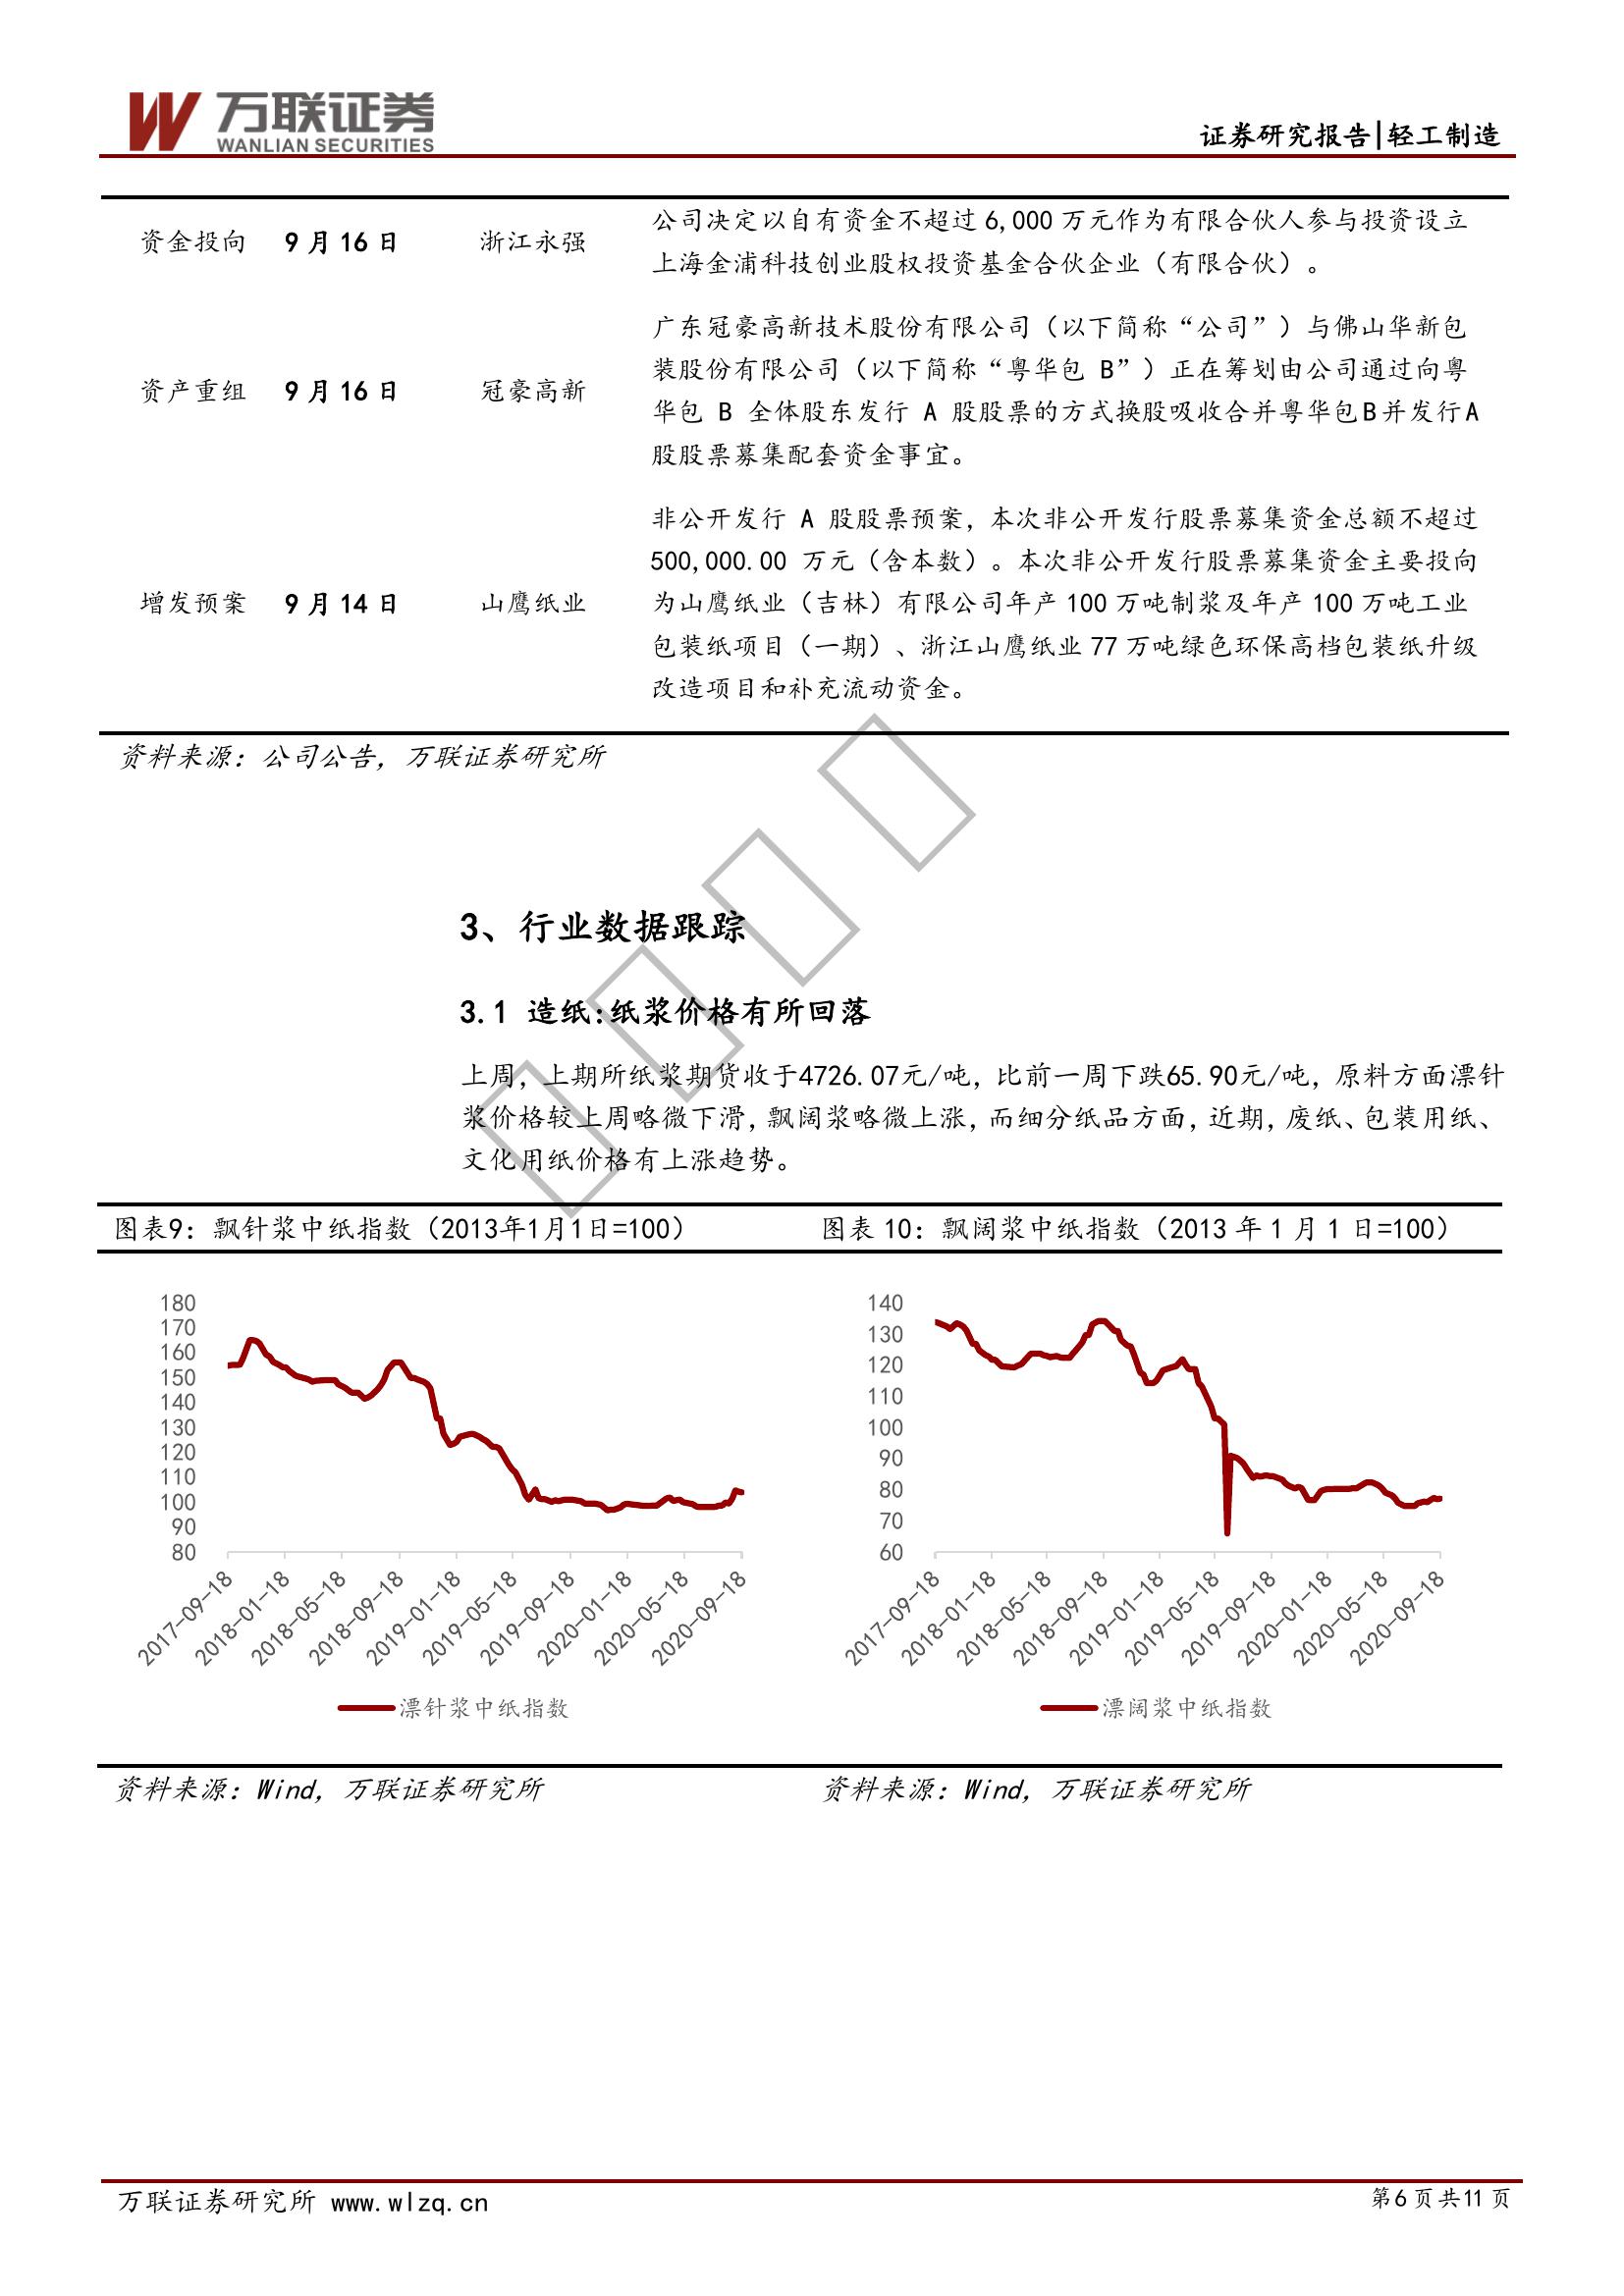 万联证券
WANLIAN SECURITIES
证券研究报告|轻工制造
资金投向 9月16日 浙江永强
公司决定以自有资金不超过6,000万元作为有限合伙人参与投资设立
上海金浦科技创业股权投资基金合伙企业（有限合伙）。
资产重组 9月16日 冠豪高新
广东冠豪高新技术股份有限公司（以下简称“公司”）与佛山华新包
装股份有限公司（以下简称“粤华包 B”）正在筹划由公司通过向粤
华包 B 全体股东发行 A 股股票的方式换股吸收合并粤华包B并发行A
股股票募集配套资金事宜。
增发预案 9月14日 山鹰纸业
非公开发行 A 股股票预案，本次非公开发行股票募集资金总额不超过
500,000.00 万元（含本数）。本次非公开发行股票募集资金主要投向
为山鹰纸业（吉林）有限公司年产100万吨制浆及年产100万吨工业
包装纸项目（一期）、浙江山鹰纸业77万吨绿色环保高档包装纸升级
改造项目和补充流动资金。
资料来源：公司公告，万联证券研究所
3、行业数据跟踪
3.1 造纸:纸浆价格有所回落
上周，上期所纸浆期货收于4726.07元/吨，比前一周下跌65.90元/吨，原料方面漂针
浆价格较上周略微下滑，飘阔浆略微上涨，而细分纸品方面，近期，废纸、包装用纸、
文化用纸价格有上涨趋势。
图表9：飘针浆中纸指数（2013年1月1日=100）
180
170
160
150
140
130
120
110
100
90
80
2017-09-18
2018-01-18
2018-05-18
2018-09-18
2019-01-18
2019-05-18
2019-09-18
2020-01-18
2020-05-18
2020-09-18
漂针浆中纸指数
资料来源：Wind，万联证券研究所
图表 10：飘阔浆中纸指数（2013 年 1 月 1 日=100）
140
130
120
110
100
90
80
70
60
2017-09-18
2018-01-18
2018-05-18
2018-09-18
2019-01-18
2019-05-18
2019-09-18
2020-01-18
2020-05-18
2020-09-18
漂阔浆中纸指数
资料来源：Wind，万联证券研究所
万联证券研究所 www.wlzq.cn
第6页共11页